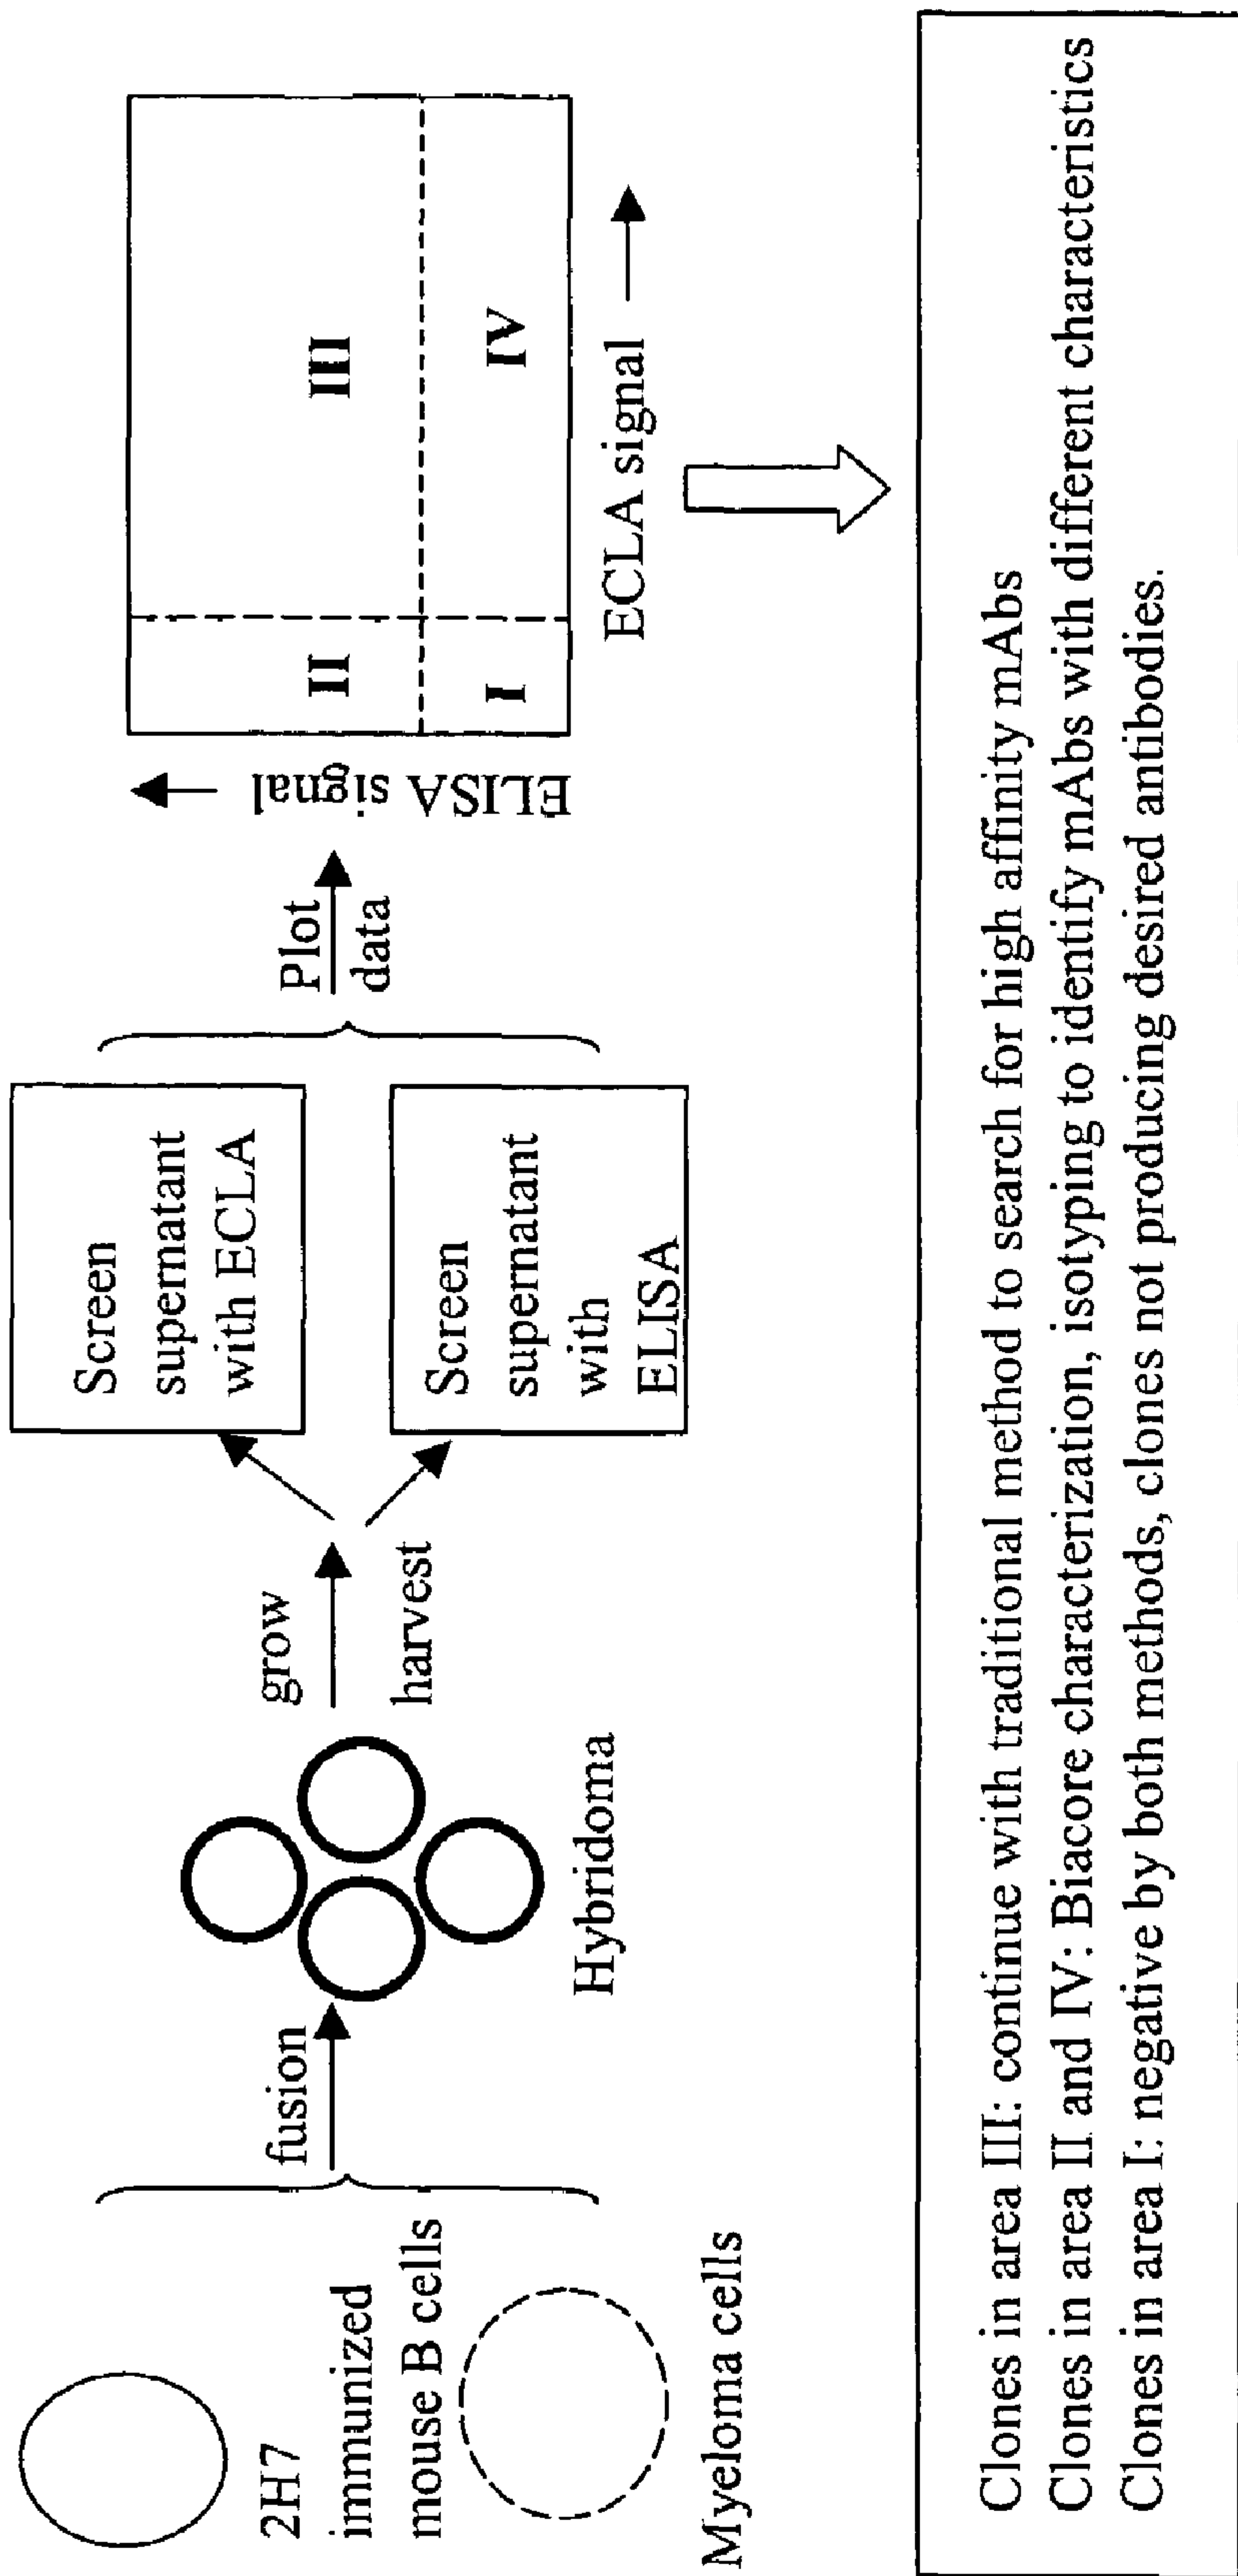 2H7
immunized
mouse B cells
Myeloma cells
fusion
Hybridoma
grow
harvest
Screen
supernatant
with ECLA
Screen
supernatant
with
ELISA
Plot
data
ELISA signal
II
III
I
IV
ECLA signal
Clones in area III: continue with traditional method to search for high affinity mAbs
Clones in area II and IV: Biacore characterization, isotyping to identify mAbs with different characteristics
Clones in area I: negative by both methods, clones not producing desired antibodies.